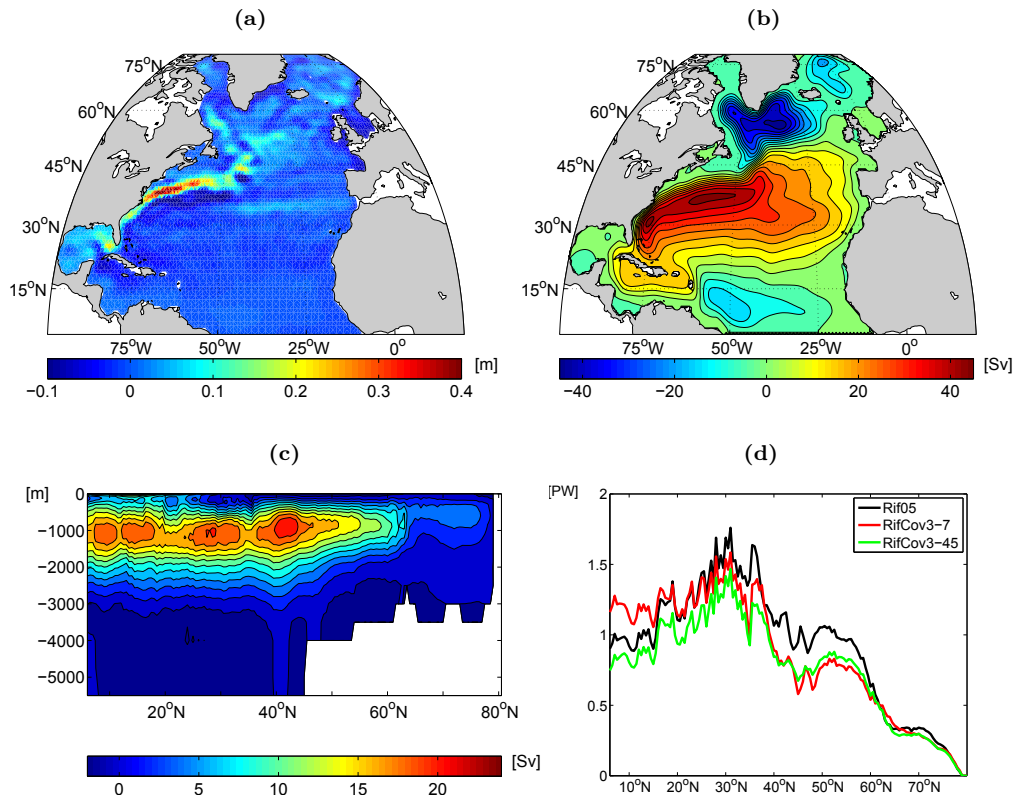 (a)
75°N
60°N
45°N
30°N
15°N
75°W 50°W 25°W 0°
[m]
−0.1 0 0.1 0.2 0.3 0.4
(b)
75°N
60°N
45°N
30°N
15°N
75°W 50°W 25°W 0°
[Sv]
−40 −20 0 20 40
(c)
[m]
0
−1000
−2000
−3000
−4000
−5000
20°N 40°N 60°N 80°N
[Sv]
0 5 10 15 20
(d)
[PW]
2
1.5
1
0.5
0
10°N 20°N 30°N 40°N 50°N 60°N 70°N
Rif05
RifCov3−7
RifCov3−45